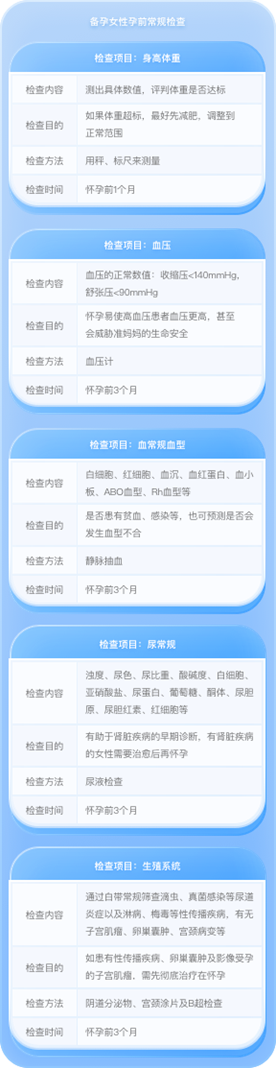 备孕女性孕前常规检查
检查项目：身高体重
检查内容
测出具体数值，评判体重是否达标
检查目的
如果体重超标，最好先减肥，调整到
正常范围
检查方法
用秤、标尺来测量
检查时间
怀孕前1个月
检查项目：血压
检查内容
血压的正常数值：收缩压<140mmHg，
舒张压<90mmHg
检查目的
怀孕易使高血压患者血压更高，甚至
会威胁准妈妈的生命安全
检查方法
血压计
检查时间
怀孕前3个月
检查项目：血常规血型
检查内容
白细胞、红细胞、血沉、血红蛋白、血小
板、ABO血型、Rh血型等
检查目的
是否患有贫血、感染等，也可预测是否会
发生血型不合
检查方法
静脉抽血
检查时间
怀孕前3个月
检查项目：尿常规
检查内容
浊度、尿色、尿比重、酸碱度、白细胞、
亚硝酸盐、尿蛋白、葡萄糖、酮体、尿胆
原、尿胆红素、红细胞等
检查目的
有助于肾脏疾病的早期诊断，有肾脏疾病
的女性需要治愈后再怀孕
检查方法
尿液检查
检查时间
怀孕前3个月
检查项目：生殖系统
检查内容
通过白带常规筛查滴虫、真菌感染等尿道
炎症以及淋病、梅毒等性传播疾病，有无
子宫肌瘤、卵巢囊肿、宫颈病变等
检查目的
如患有性传播疾病、卵巢囊肿及影像受孕
的子宫肌瘤，需先彻底治疗在怀孕
检查方法
阴道分泌物、宫颈涂片及B超检查
检查时间
怀孕前3个月